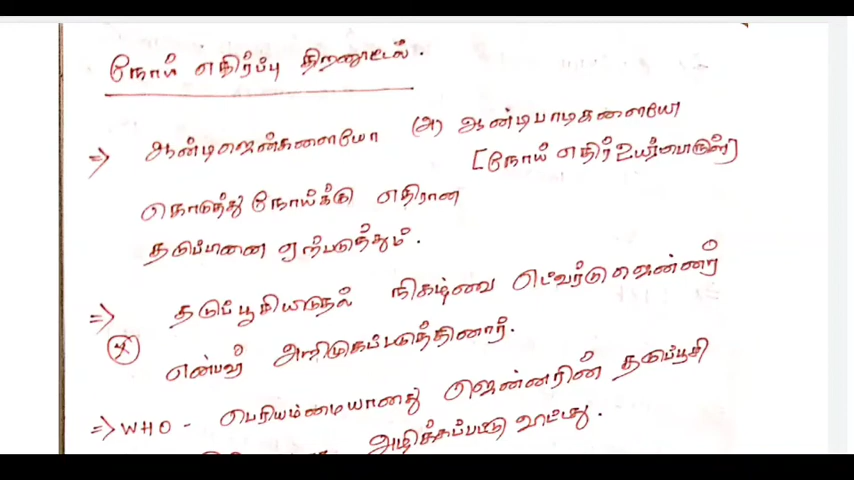 நோய் எதிர்ப்பு திறனூட்டல்.
=> ஆன்டிஜென்களையோ (அ) ஆன்டிபாடிகளையோ
[நோய் எதிர் உயிர்பொருள்]
கொடுத்து நோய்க்கு எதிரான
தடுப்பினை ஏற்படுத்தும்.
=> தடுப்பூசியிடுதல் நிகழ்வை எட்வர்டு ஜென்னர்
என்பவர் அறிமுகப்படுத்தினார்.
=> WHO - பெரியம்மையானது ஜென்னரின் தடுப்பூசி
அழிக்கப்பட்டு விட்டது.